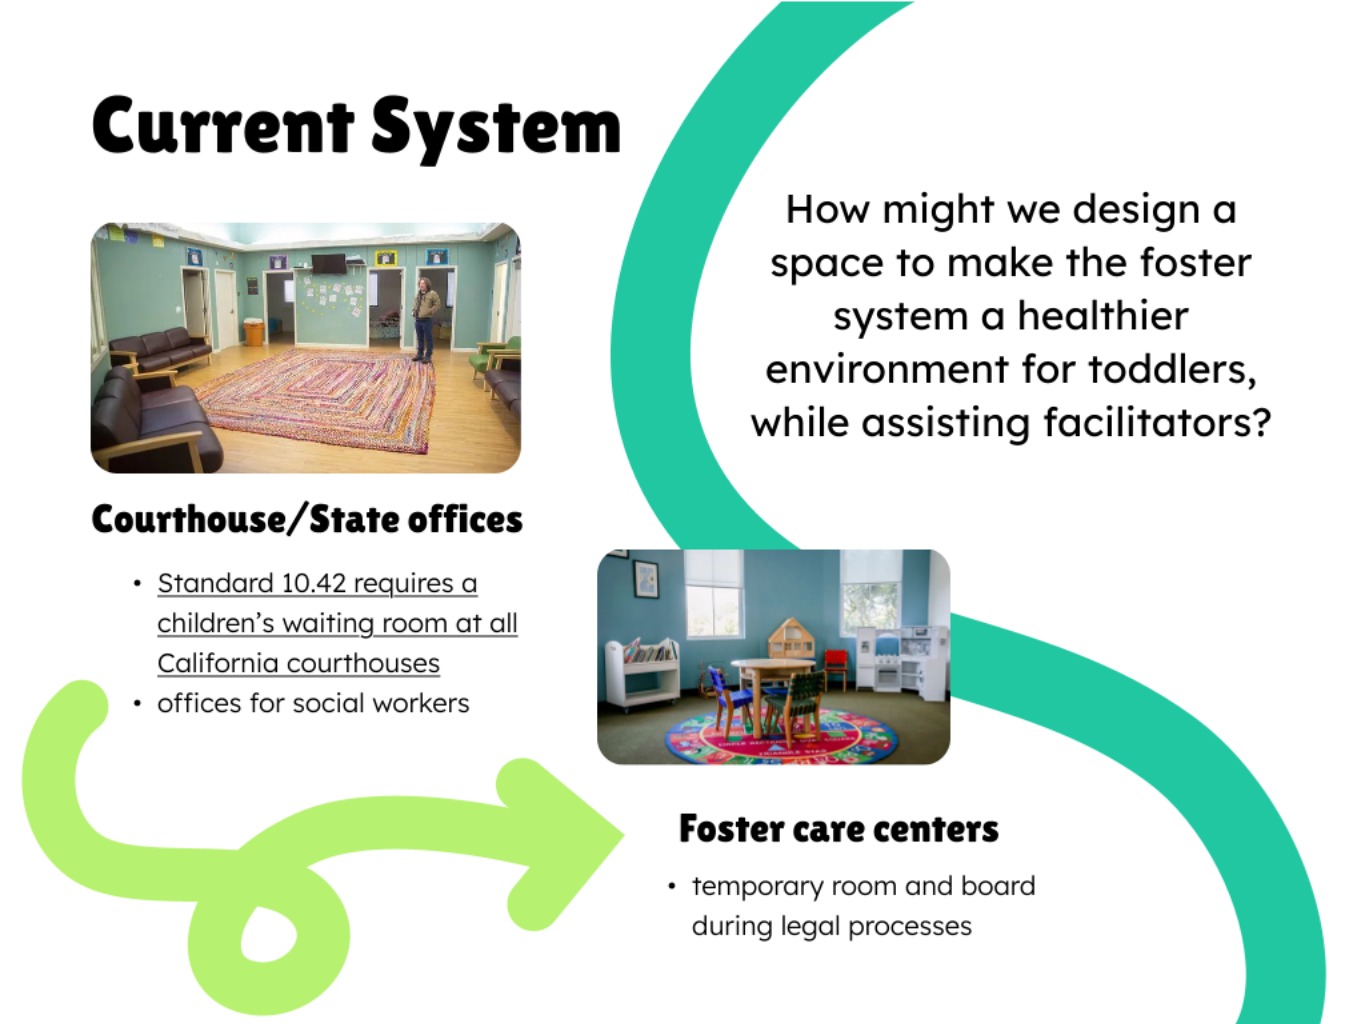 Current System
How might we design a
space to make the foster
system a healthier
environment for toddlers,
while assisting facilitators?
Courthouse/State offices
• Standard 10.42 requires a
children’s waiting room at all
California courthouses
• offices for social workers
Foster care centers
• temporary room and board
during legal processes